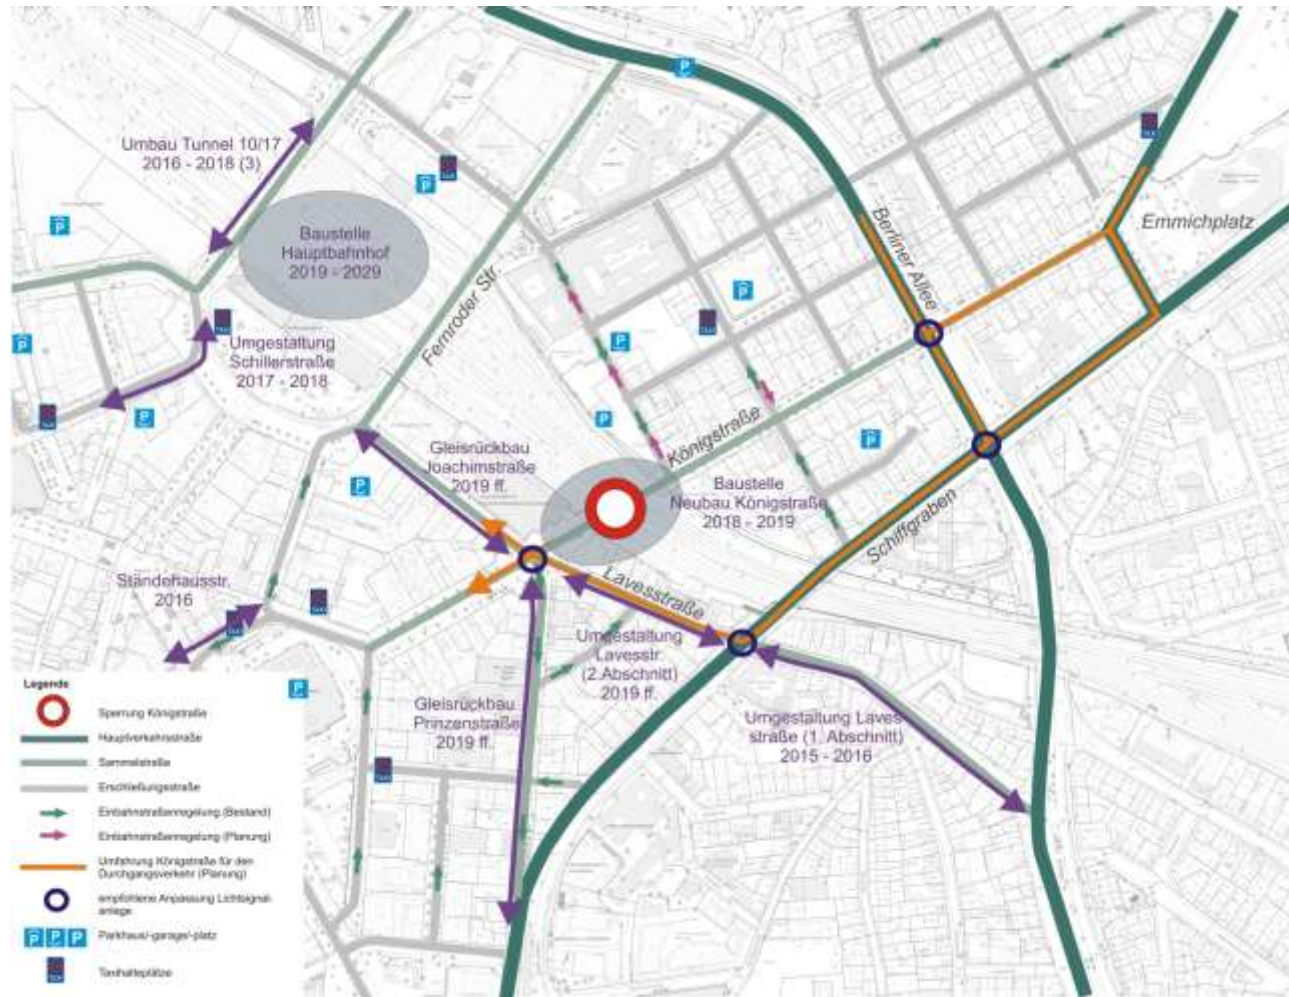 Umbau Tunnel 10/17
2016 - 2018 (3)
Baustelle
Hauptbahnhof
2019 - 2029
Emmichplatz
Berliner Allee
Fernroder Str.
Umgestaltung
Schillerstraße
2017 - 2018
Königstraße
Gleisrückbau
Joachimstraße
2019 ff.
Baustelle
Neubau Königstraße
2018 - 2019
Schiffgraben
Ständehausstr.
2016
Lavesstraße
Umgestaltung
Lavesstr.
(2.Abschnitt)
2019 ff.
Gleisrückbau
Prinzenstraße
2019 ff.
Umgestaltung Laves
straße (1. Abschnitt)
2015 - 2016
Legende
Sperrung Königstraße
Hauptverkehrsstraße
Sammelstraße
Erschließungsstraße
Einbahnstraßenregelung (Bestand)
Einbahnstraßenregelung (Planung)
Umfahrung Königstraße für den
Durchgangsverkehr (Planung)
empfohlene Anpassung Lichtsignal-
anlage
P P P Parkhaus/-garage/-platz
TAXI Taxihalteplätze